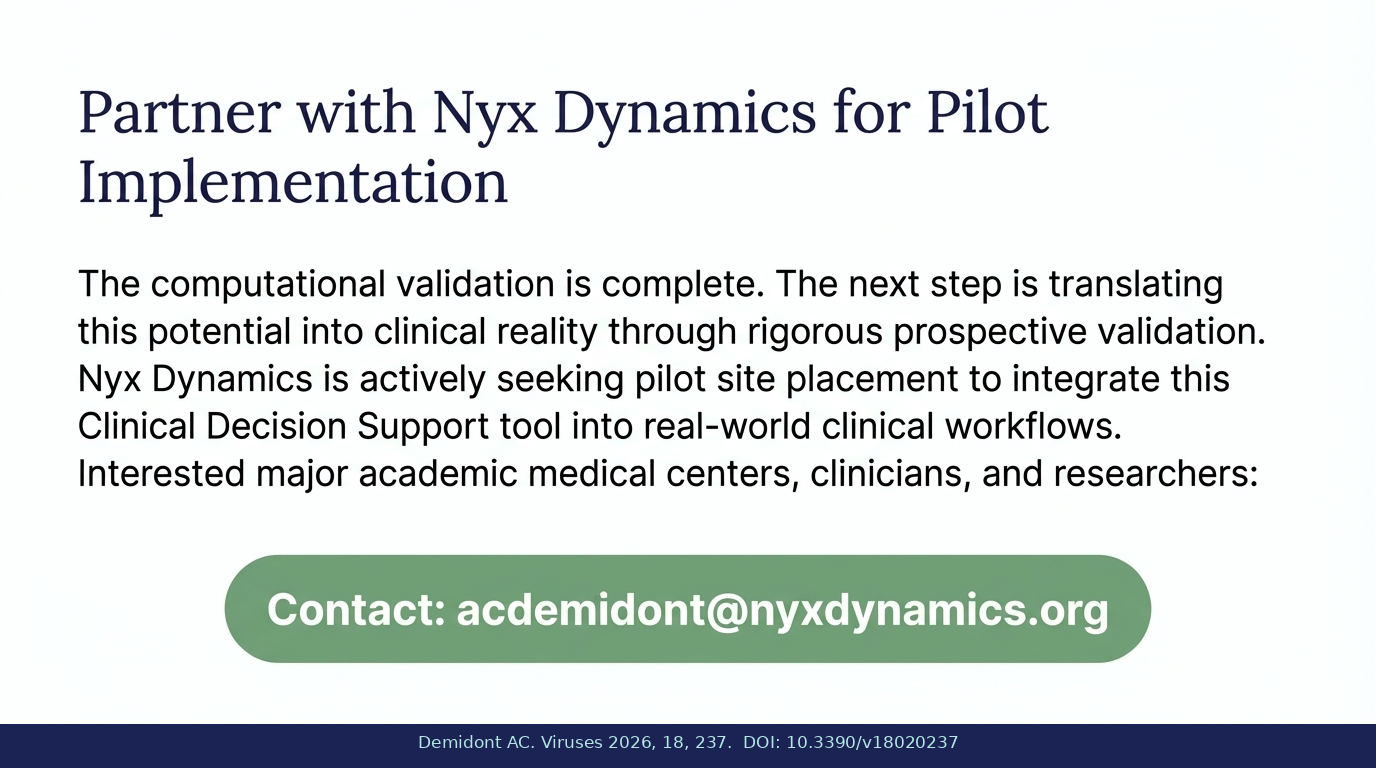 Partner with Nyx Dynamics for Pilot
Implementation
The computational validation is complete. The next step is translating
this potential into clinical reality through rigorous prospective validation.
Nyx Dynamics is actively seeking pilot site placement to integrate this
Clinical Decision Support tool into real-world clinical workflows.
Interested major academic medical centers, clinicians, and researchers:
Contact: acdemidont@nyxdynamics.org
Demidont AC. Viruses 2026, 18, 237. DOI: 10.3390/v18020237